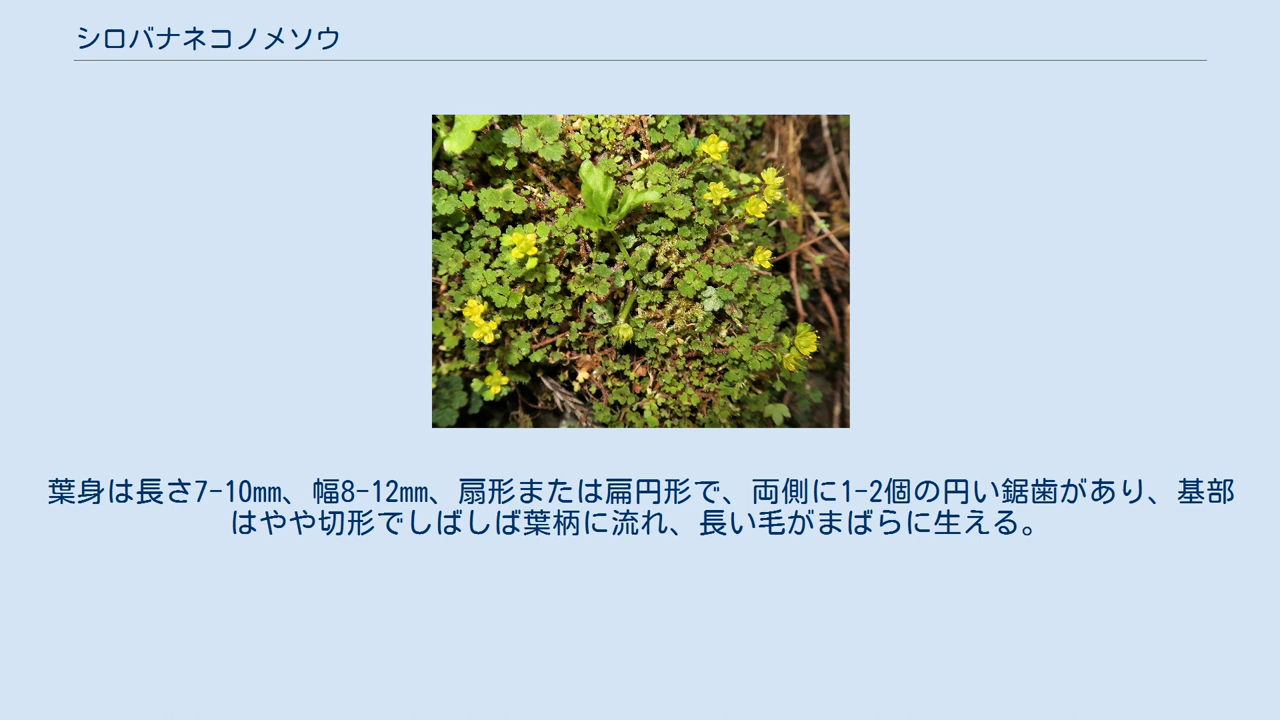 シロバナネコノメソウ
葉身は長さ7-10mm、幅8-12mm、扇形または扁円形で、両側に1-2個の円い鋸歯があり、基部
はやや切形でしばしば葉柄に流れ、長い毛がまばらに生える。